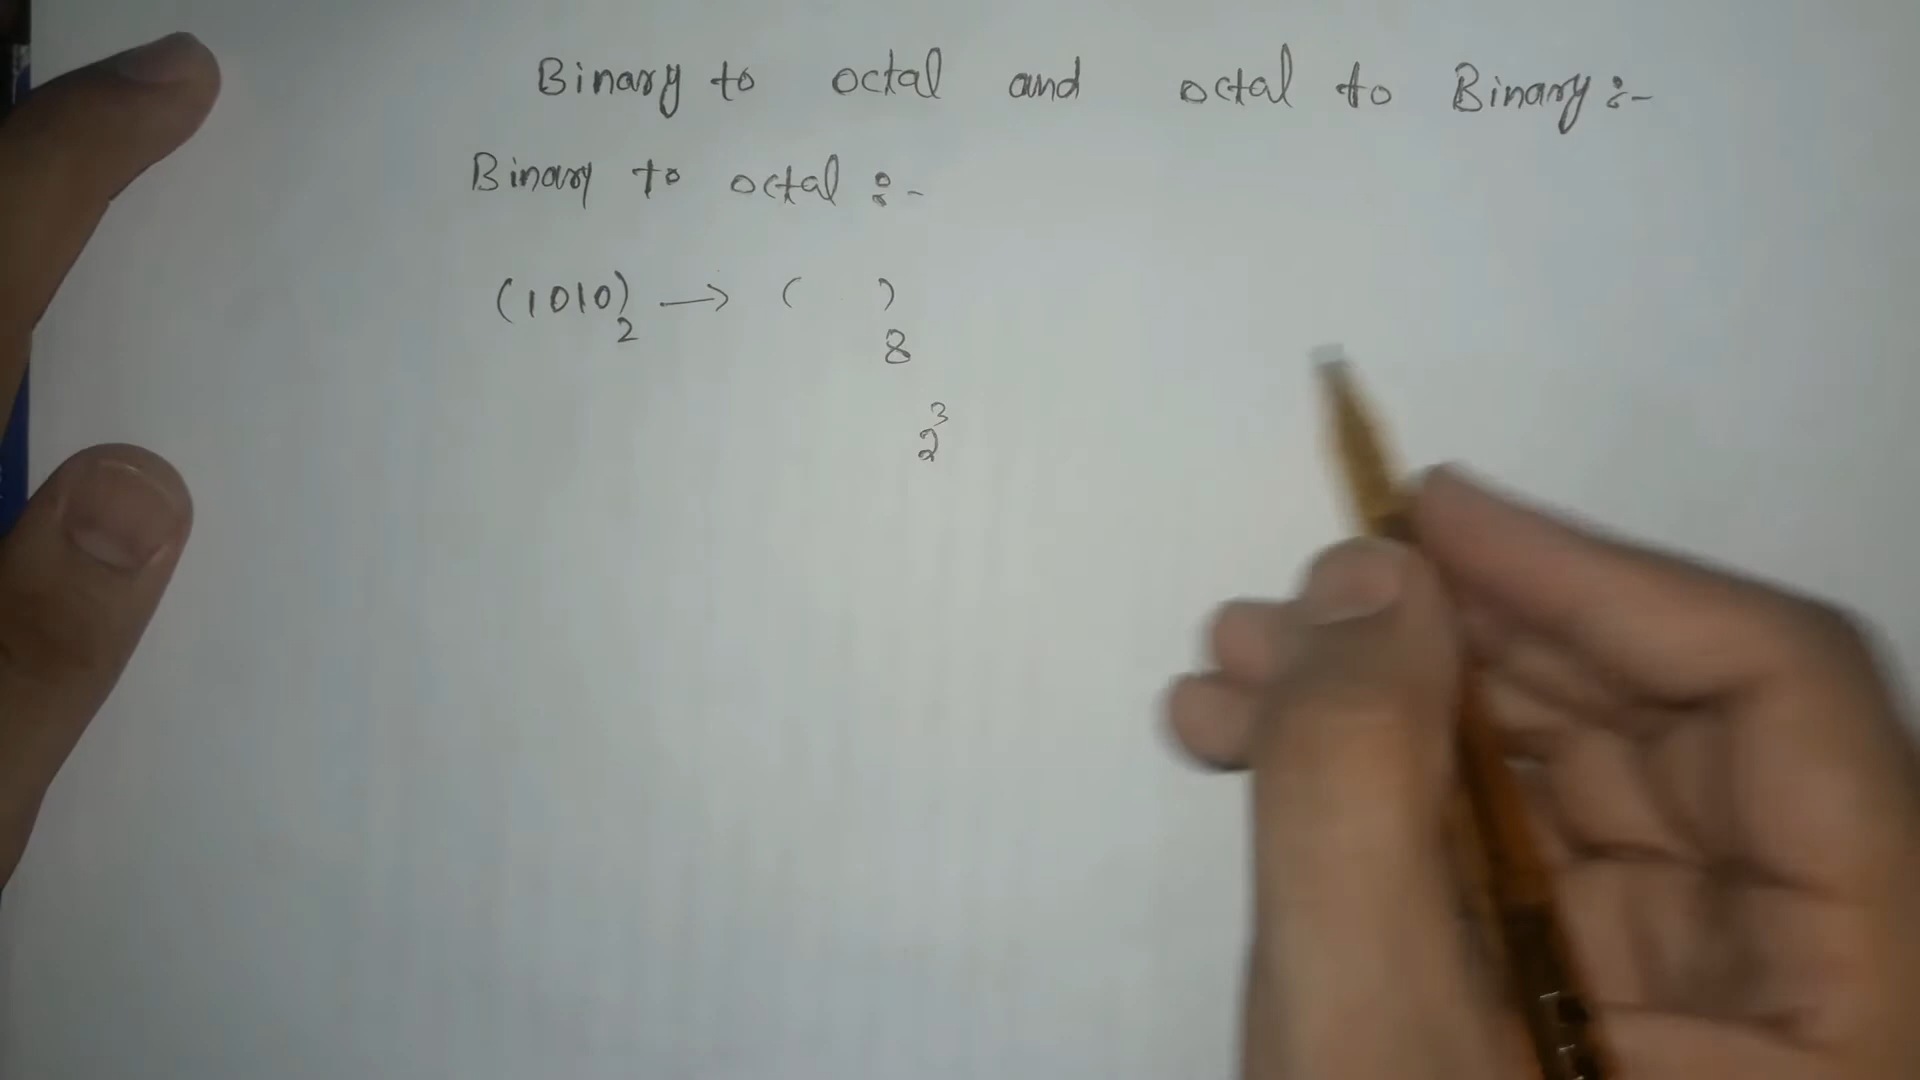 Binary to octal and octal to Binary :-
Binary to octal :-
(1010)₂ → (   )₈
2³